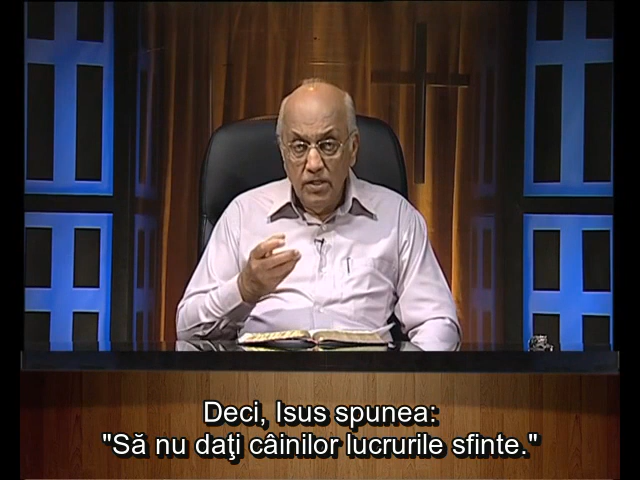 Deci, Isus spunea:
"Să nu daţi câinilor lucrurile sfinte."